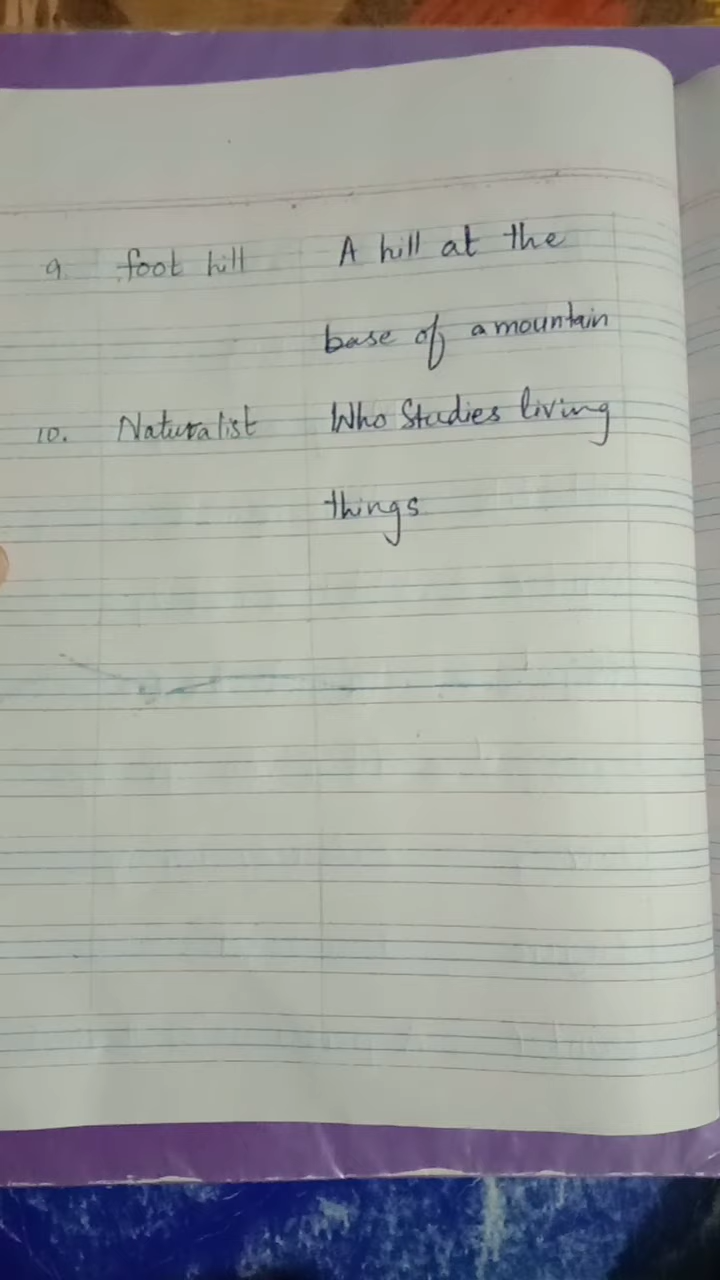 9. foot hill A hill at the
base of a mountain
10. Naturalist Who Studies living
things